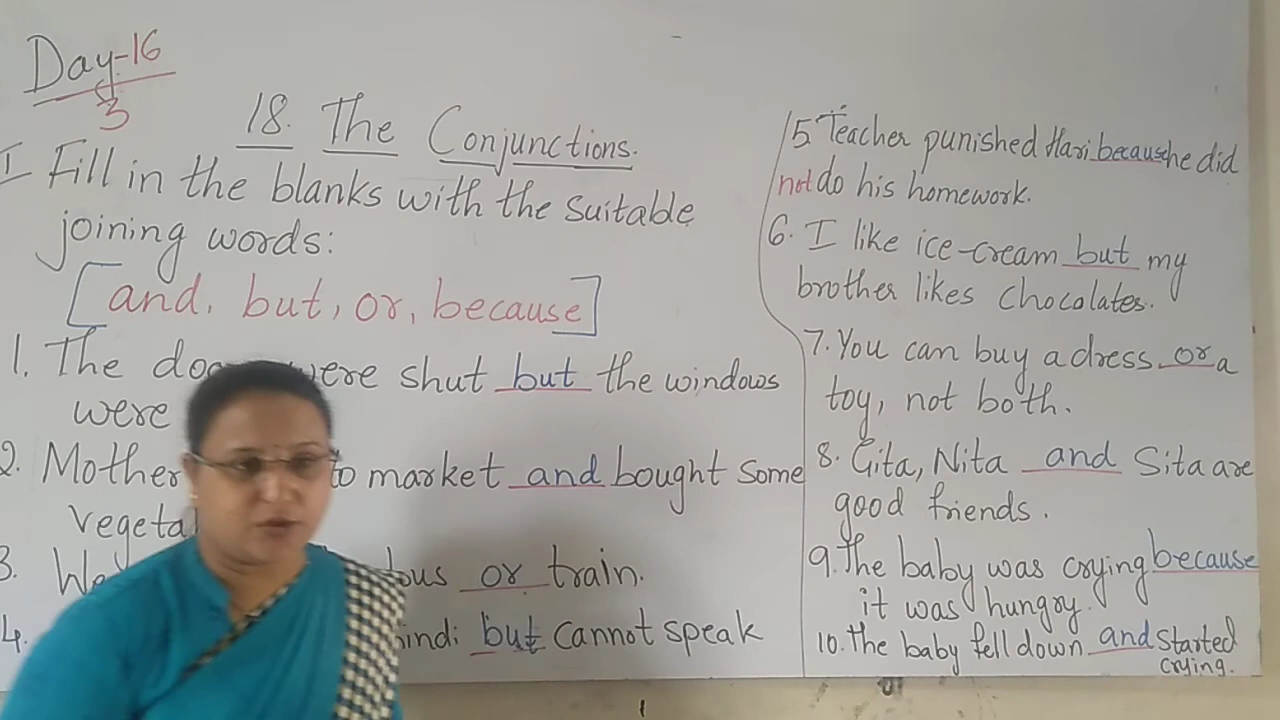 Day-16
3
18. The Conjunctions.
I Fill in the blanks with the suitable
joining words:
[and, but, or, because]
1. The were shut but the windows
were
2. Mother to market and bought some
3. bus or train.
4. but cannot speak
5. Teacher punished Hari because he did
not do his homework.
6. I like ice-cream but my
brother likes chocolates.
7. You can buy a dress or a
toy, not both.
8. Gita, Nita and Sita are
good friends.
9. The baby was crying because
it was hungry.
10. The baby fell down and started
crying.